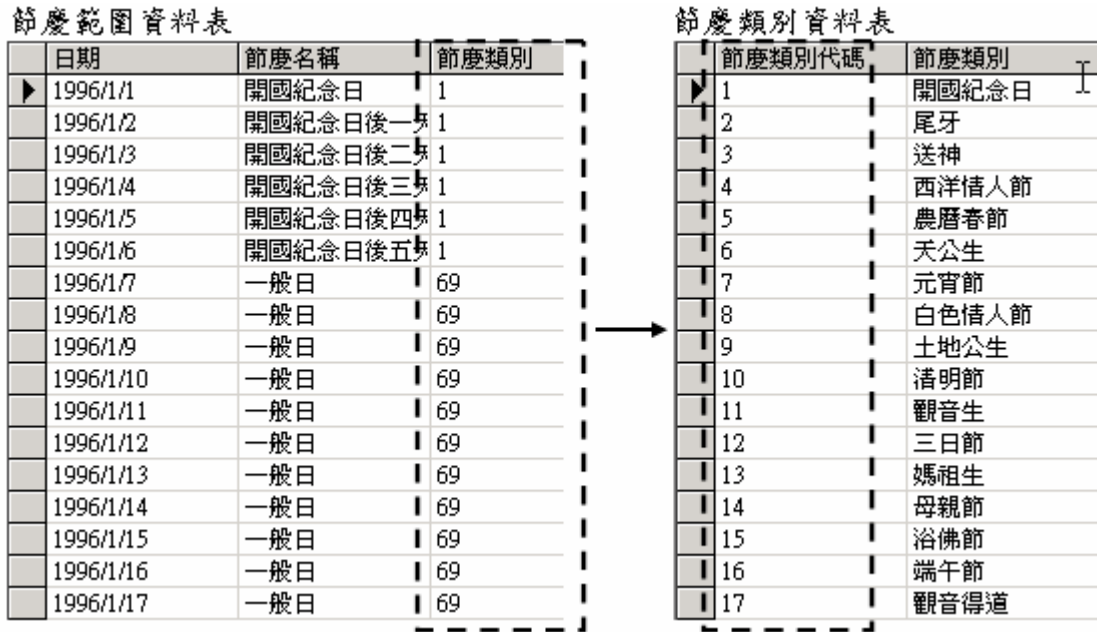 節慶範圍資料表
日期 節慶名稱 節慶類別
1996/1/1 開國紀念日 1
1996/1/2 開國紀念日後一天 1
1996/1/3 開國紀念日後二天 1
1996/1/4 開國紀念日後三天 1
1996/1/5 開國紀念日後四天 1
1996/1/6 開國紀念日後五天 1
1996/1/7 一般日 69
1996/1/8 一般日 69
1996/1/9 一般日 69
1996/1/10 一般日 69
1996/1/11 一般日 69
1996/1/12 一般日 69
1996/1/13 一般日 69
1996/1/14 一般日 69
1996/1/15 一般日 69
1996/1/16 一般日 69
1996/1/17 一般日 69
節慶類別資料表
節慶類別代碼 節慶類別
1 開國紀念日
2 尾牙
3 送神
4 西洋情人節
5 農曆春節
6 天公生
7 元宵節
8 白色情人節
9 土地公生
10 清明節
11 觀音生
12 三日節
13 媽祖生
14 母親節
15 浴佛節
16 端午節
17 觀音得道